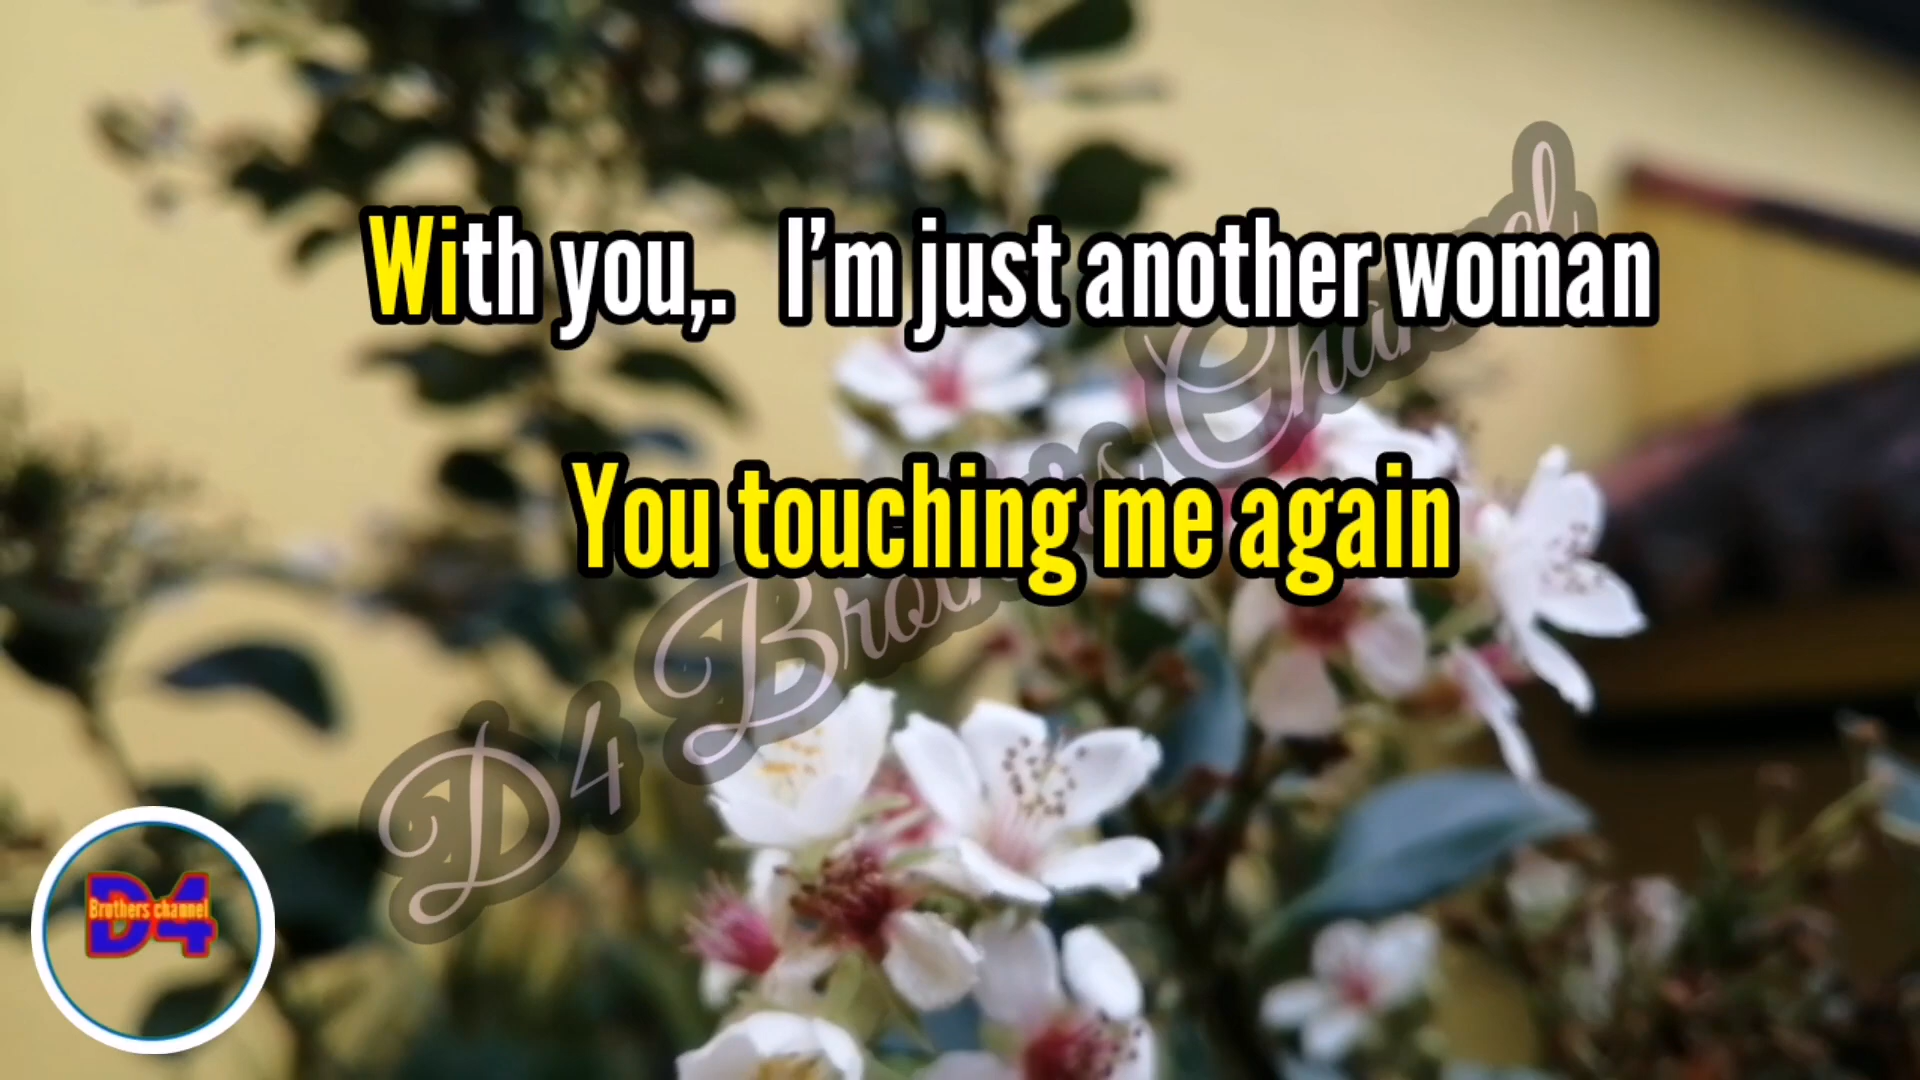 With you,. I’m just another woman
You touching me again
D4 Brothers Channel
Brothers channel
D4